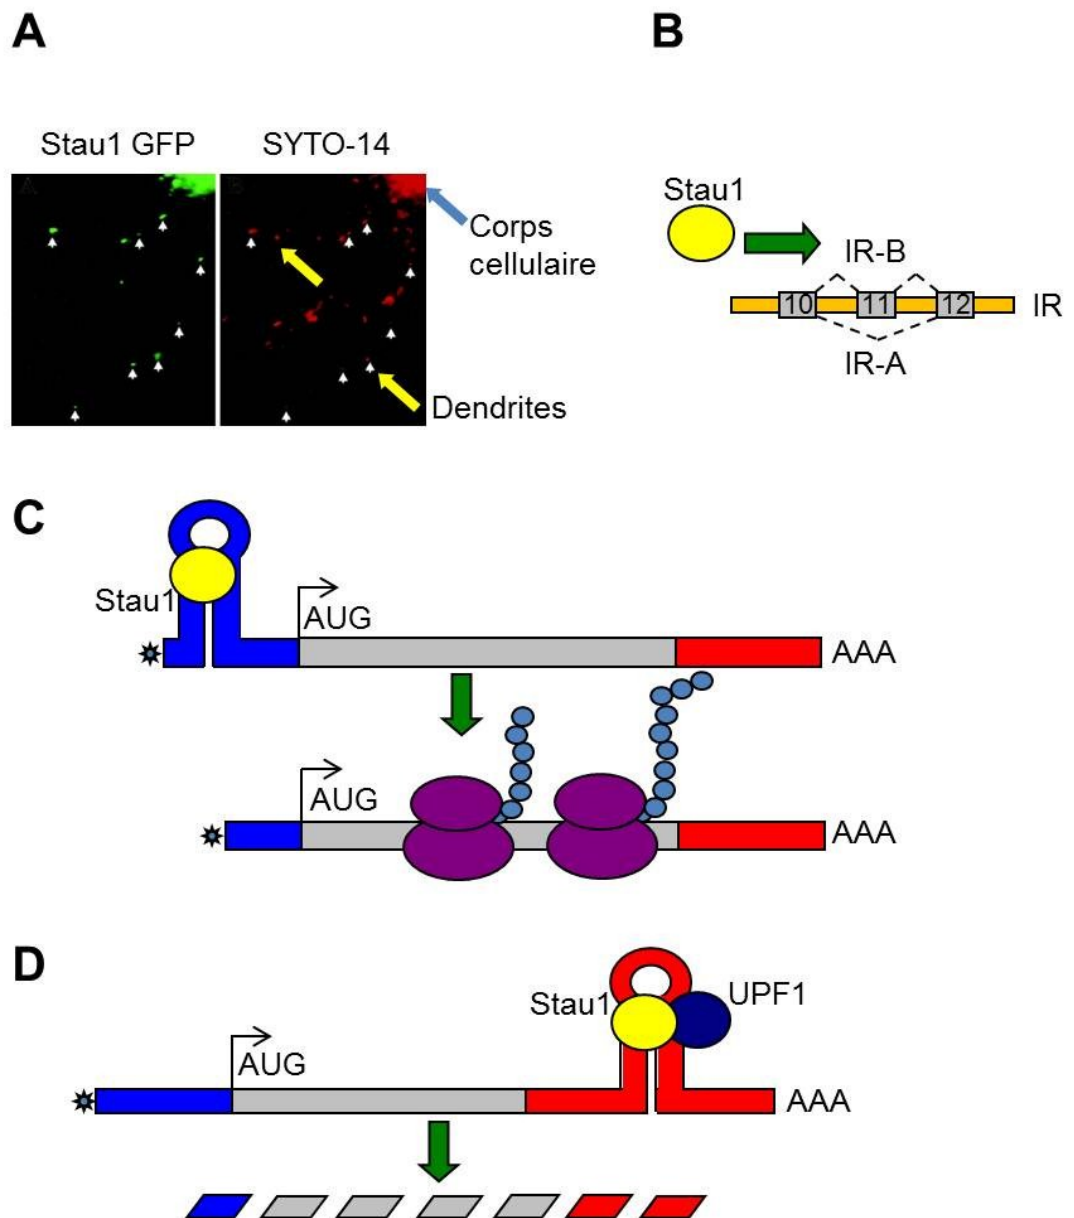 A
B
Stau1 GFP
SYTO-14
A
B
Corps
cellulaire
Dendrites
Stau1
IR-B
10
11
12
IR
IR-A
C
Stau1
AUG
AAA
AUG
AAA
D
Stau1
UPF1
AUG
AAA